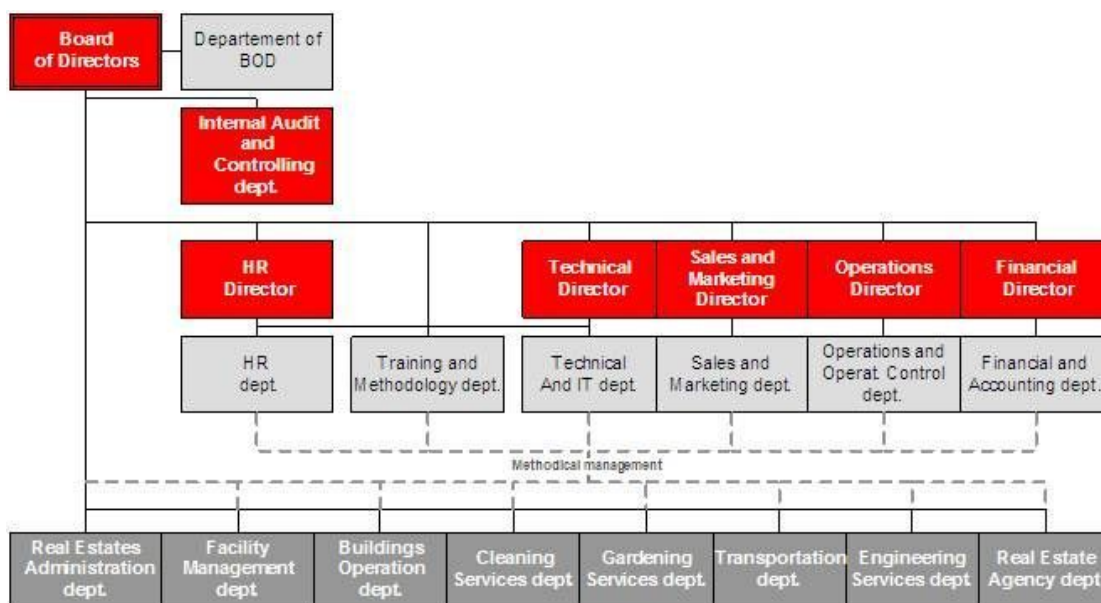 Board
of Directors
Departement of
BOD
Internal Audit
and
Controlling
dept.
HR
Director
Technical
Director
Sales and
Marketing
Director
Operations
Director
Financial
Director
HR
dept.
Training and
Methodology dept.
Technical
And IT dept.
Sales and
Marketing dept.
Operations and
Operat. Control
dept.
Financial and
Accounting dept.
Methodical management
Real Estates
Administration
dept.
Facility
Management
dept.
Buildings
Operation
dept.
Cleaning
Services dept.
Gardening
Services dept.
Transportation
dept.
Engineering
Services dept.
Real Estate
Agency dept.